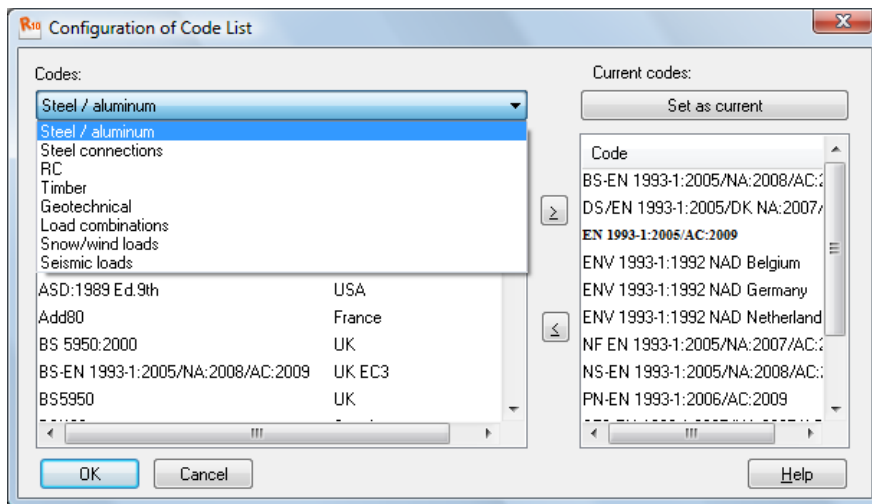 R10 Configuration of Code List
Codes:
Steel / aluminum
Steel / aluminum
Steel connections
RC
Timber
Geotechnical
Load combinations
Snow/wind loads
Seismic loads
ASD:1989 Ed.9th USA
Add80 France
BS 5950:2000 UK
BS-EN 1993-1:2005/NA:2008/AC:2009 UK EC3
BS5950 UK
≥
≤
Current codes:
Set as current
Code
BS-EN 1993-1:2005/NA:2008/AC:2
DS/EN 1993-1:2005/DK NA:2007/
EN 1993-1:2005/AC:2009
ENV 1993-1:1992 NAD Belgium
ENV 1993-1:1992 NAD Germany
ENV 1993-1:1992 NAD Netherland
NF EN 1993-1:2005/NA:2007/AC:2
NS-EN 1993-1:2005/NA:2008/AC:
PN-EN 1993-1:2006/AC:2009
OK
Cancel
Help